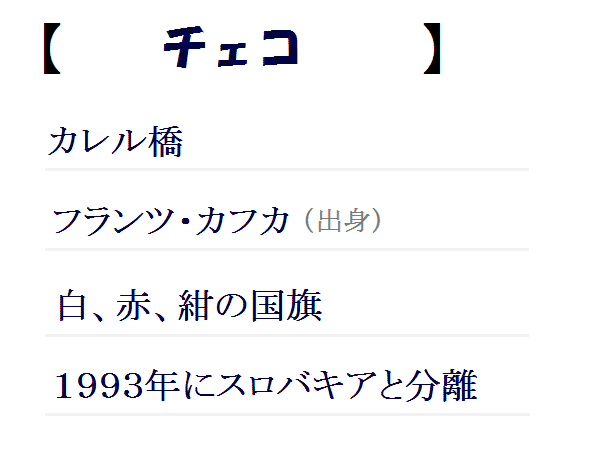 【 チェコ 】
カレル橋
フランツ・カフカ（出身）
白、赤、紺の国旗
1993年にスロバキアと分離